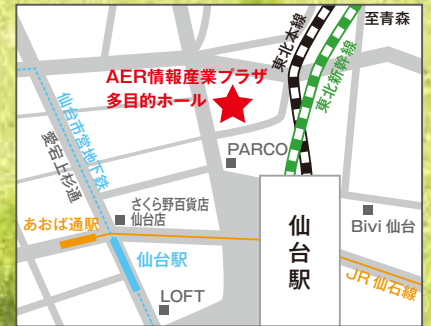 至青森
東北本線
東北新幹線
AER情報産業プラザ
多目的ホール
PARCO
仙台市営地下鉄
愛宕上杉通
さくら野百貨店
仙台店
あおば通駅
仙台駅
仙台駅
Bivi 仙台
JR 仙石線
LOFT